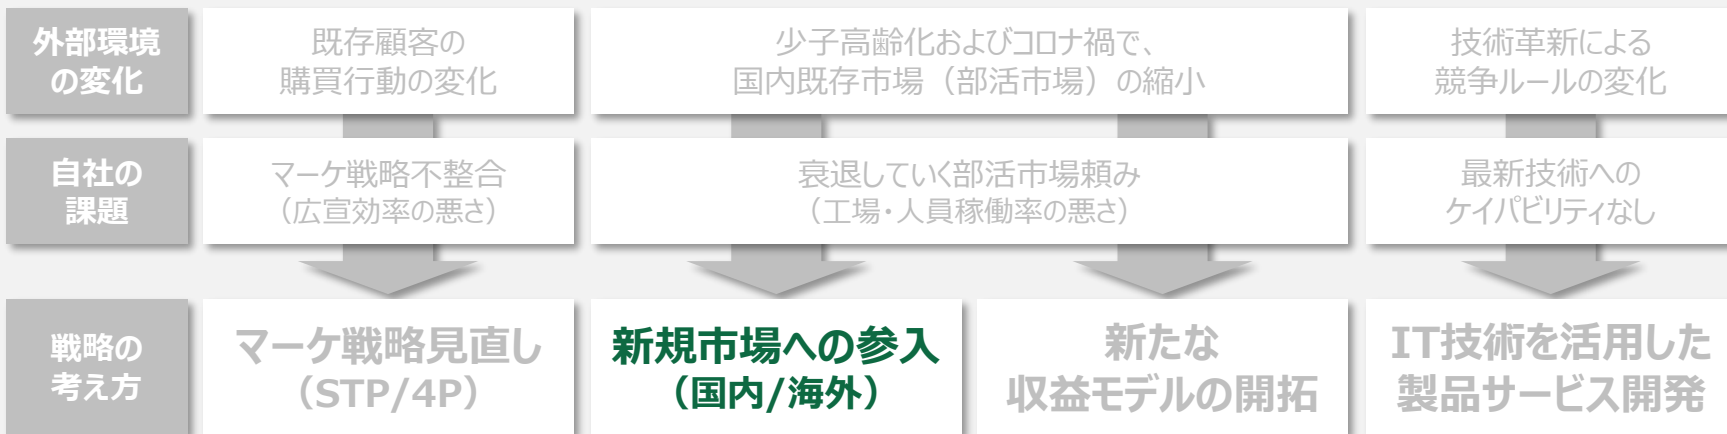 外部環境
の変化
既存顧客の
購買行動の変化
少子高齢化およびコロナ禍で、
国内既存市場（部活市場）の縮小
技術革新による
競争ルールの変化
自社の
課題
マーケ戦略不整合
（広宣効率の悪さ）
衰退していく部活市場頼み
（工場・人員稼働率の悪さ）
最新技術への
ケイパビリティなし
戦略の
考え方
マーケ戦略見直し
（STP/4P）
新規市場への参入
（国内/海外）
新たな
収益モデルの開拓
IT技術を活用した
製品サービス開発